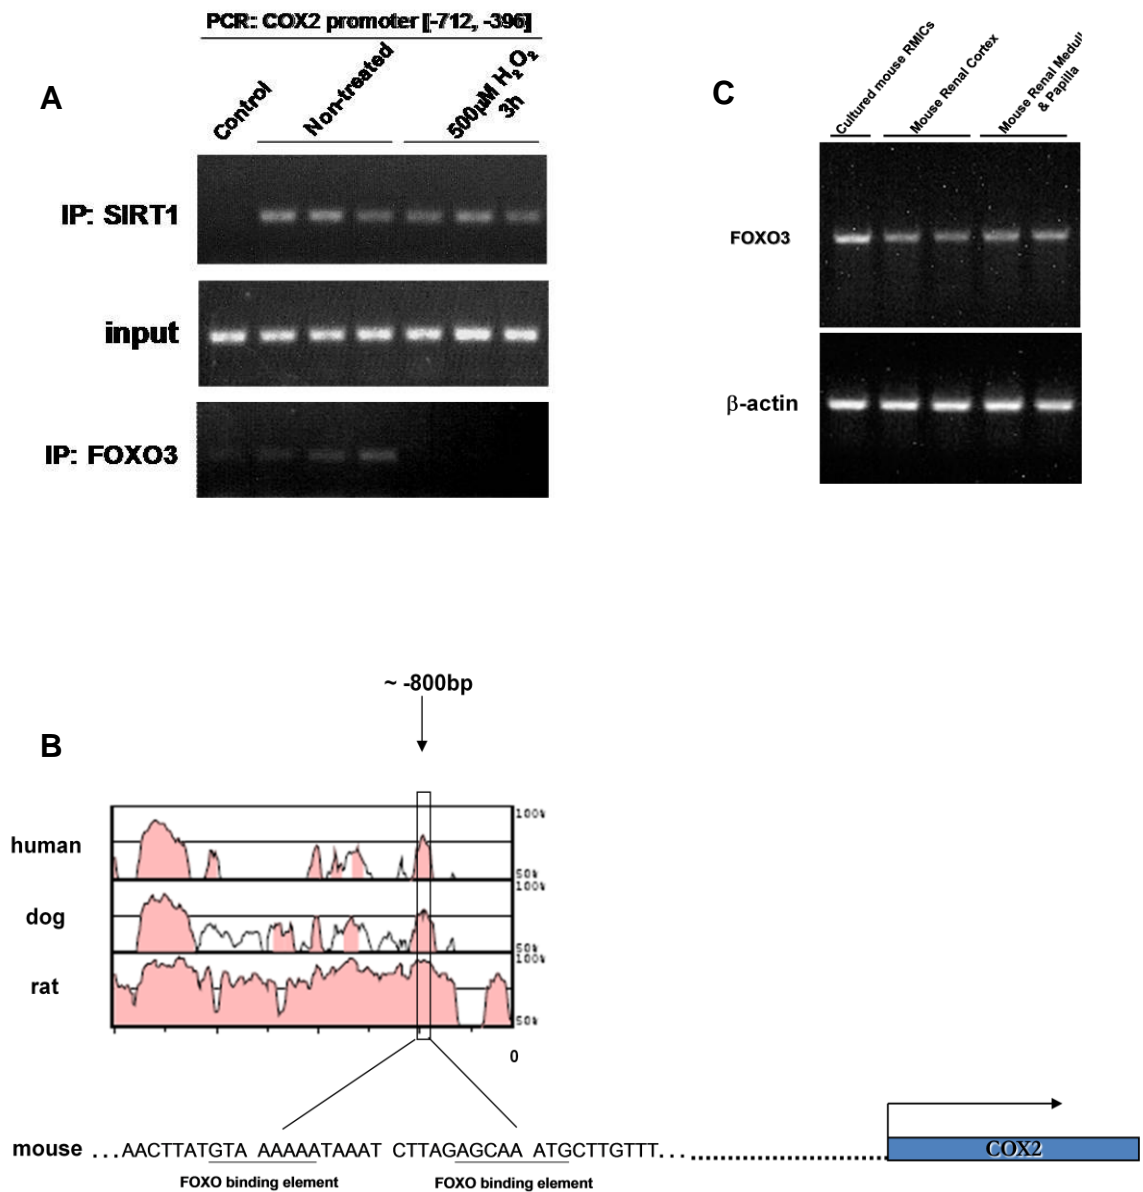 PCR: COX2 promoter [-712, -396]
A
Control
Non-treated
500µM H2O2
3h
IP: SIRT1
input
IP: FOXO3
C
Cultured mouse RMICs
Mouse Renal Cortex
Mouse Renal Medul
& Papilla
FOXO3
β-actin
~ -800bp
B
human
100%
50%
dog
100%
50%
rat
100%
50%
0
mouse ...AACTTATGTA AAAAATAAAT CTTAGAGCAA ATGCTTGTTT...
COX2
FOXO binding element
FOXO binding element